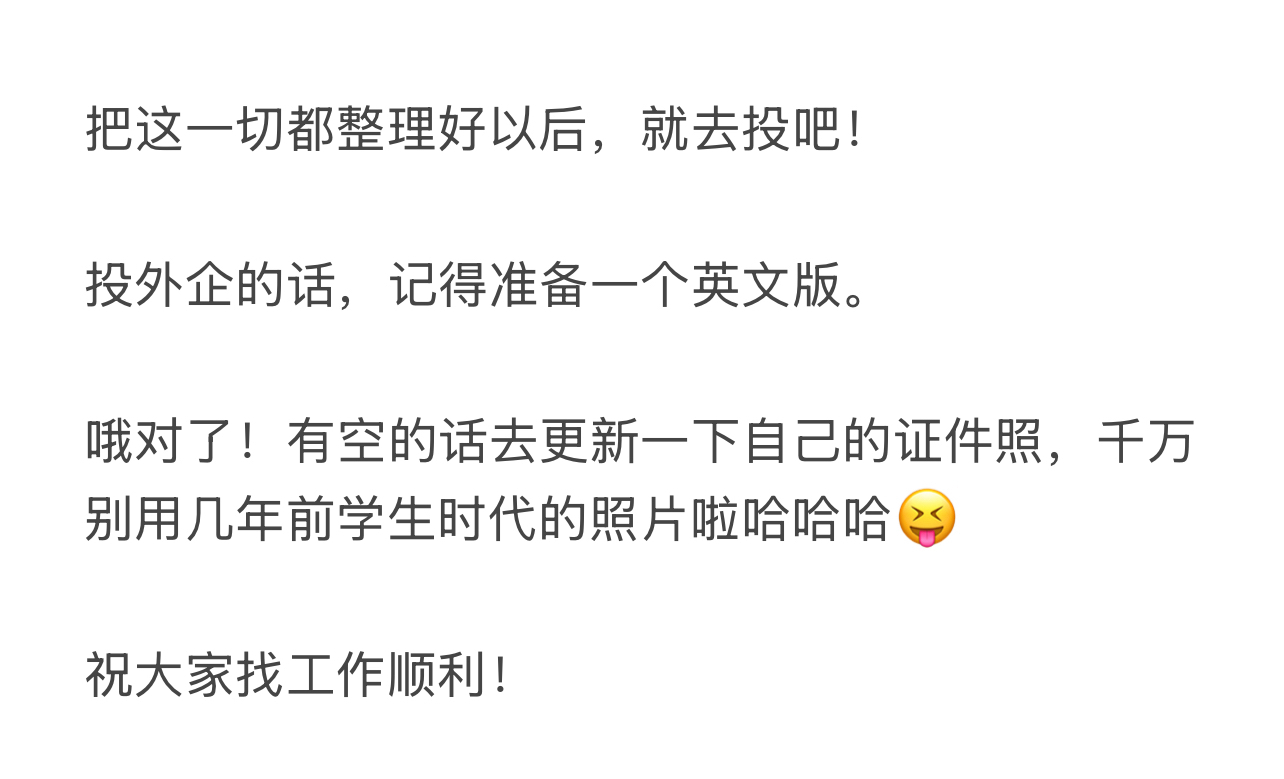 把这一切都整理好以后，就去投吧！
投外企的话，记得准备一个英文版。
哦对了！有空的话去更新一下自己的证件照，千万
别用几年前学生时代的照片啦哈哈哈😝
祝大家找工作顺利！